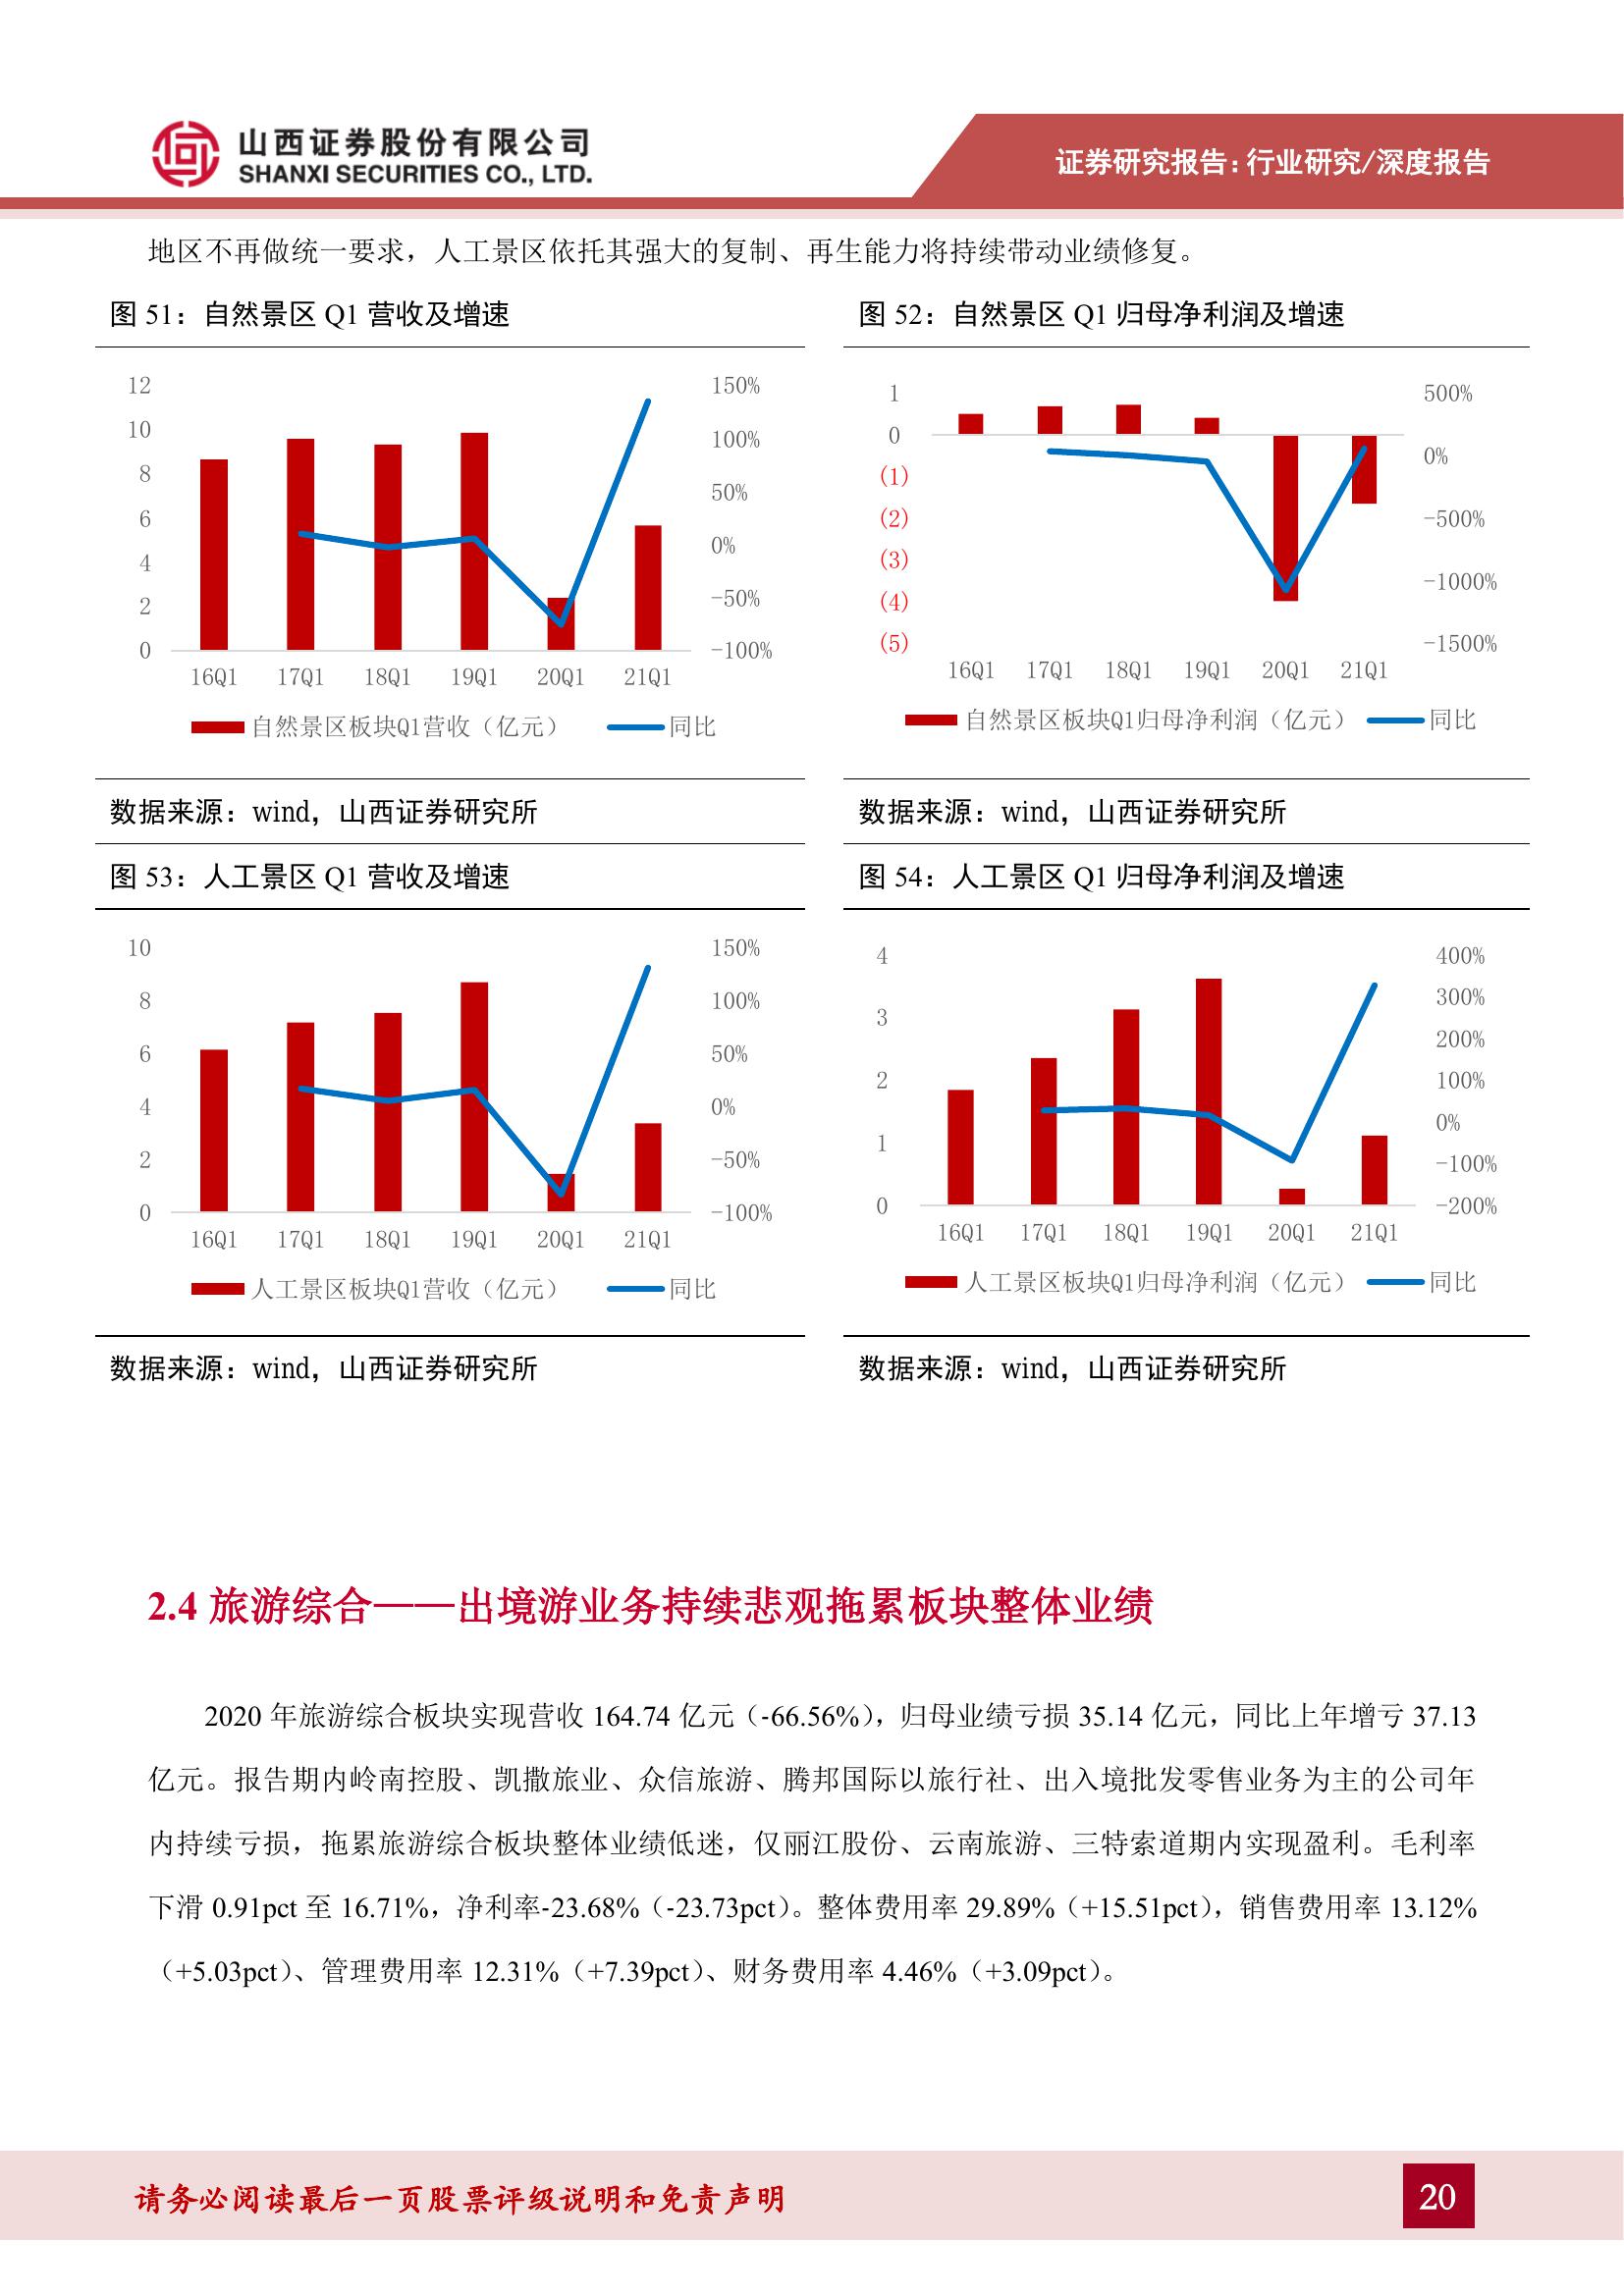 山西证券股份有限公司
SHANXI SECURITIES CO., LTD.
证券研究报告：行业研究/深度报告
地区不再做统一要求，人工景区依托其强大的复制、再生能力将持续带动业绩修复。
图 51：自然景区 Q1 营收及增速
12
10
8
6
4
2
0
150%
100%
50%
0%
-50%
-100%
16Q1 17Q1 18Q1 19Q1 20Q1 21Q1
自然景区板块Q1营收（亿元） 同比
数据来源：wind，山西证券研究所
图 52：自然景区 Q1 归母净利润及增速
1
0
(1)
(2)
(3)
(4)
(5)
500%
0%
-500%
-1000%
-1500%
16Q1 17Q1 18Q1 19Q1 20Q1 21Q1
自然景区板块Q1归母净利润（亿元） 同比
数据来源：wind，山西证券研究所
图 53：人工景区 Q1 营收及增速
10
8
6
4
2
0
150%
100%
50%
0%
-50%
-100%
16Q1 17Q1 18Q1 19Q1 20Q1 21Q1
人工景区板块Q1营收（亿元） 同比
数据来源：wind，山西证券研究所
图 54：人工景区 Q1 归母净利润及增速
4
3
2
1
0
400%
300%
200%
100%
0%
-100%
-200%
16Q1 17Q1 18Q1 19Q1 20Q1 21Q1
人工景区板块Q1归母净利润（亿元） 同比
数据来源：wind，山西证券研究所
2.4 旅游综合——出境游业务持续悲观拖累板块整体业绩
2020 年旅游综合板块实现营收 164.74 亿元（-66.56%），归母业绩亏损 35.14 亿元，同比上年增亏 37.13
亿元。报告期内岭南控股、凯撒旅业、众信旅游、腾邦国际以旅行社、出入境批发零售业务为主的公司年
内持续亏损，拖累旅游综合板块整体业绩低迷，仅丽江股份、云南旅游、三特索道期内实现盈利。毛利率
下滑 0.91pct 至 16.71%，净利率-23.68%（-23.73pct）。整体费用率 29.89%（+15.51pct），销售费用率 13.12%
（+5.03pct）、管理费用率 12.31%（+7.39pct）、财务费用率 4.46%（+3.09pct）。
请务必阅读最后一页股票评级说明和免责声明
20